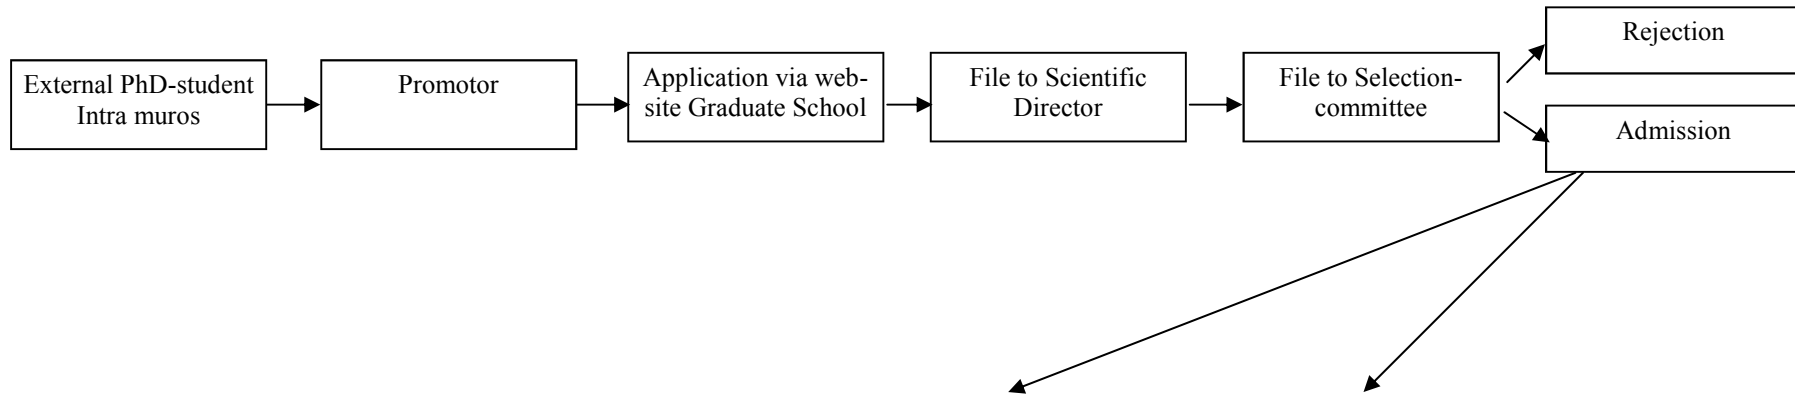 External PhD-student
Intra muros
Promotor
Application via web-
site Graduate School
File to Scientific
Director
File to Selection-
committee
Rejection
Admission